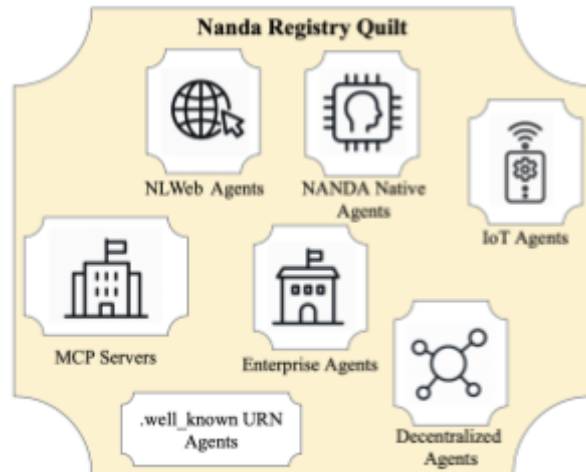 Nanda Registry Quilt
NLWeb Agents
NANDA Native
Agents
IoT Agents
MCP Servers
Enterprise Agents
.well_known URN
Agents
Decentralized
Agents